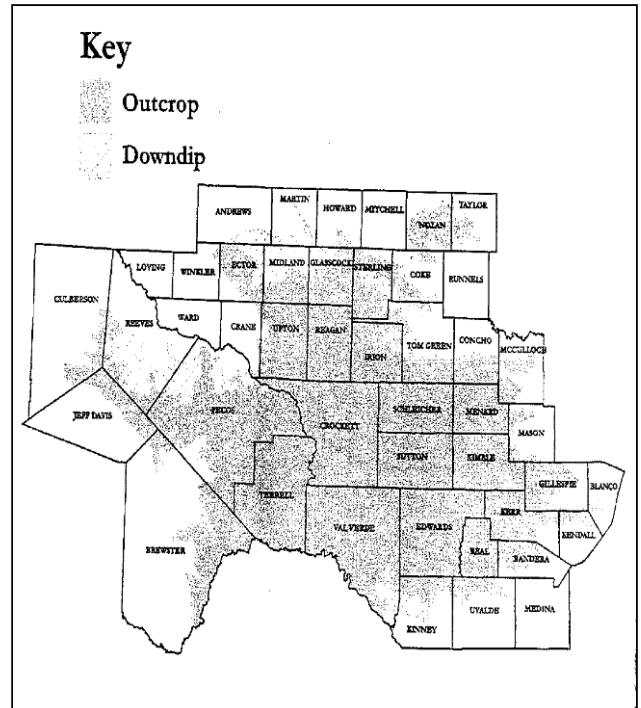 Key
Outcrop
Downdip
ANDREWS
MARTIN
HOWARD
MITCHELL
NOLAN
TAYLOR
LOVING
WINKLER
ECTOR
MIDLAND
GLASSCOCK
STERLING
COKE
RUNNELS
CULBERSON
REEVES
WARD
CRANE
UPTON
REAGAN
IRION
TOM GREEN
CONCHO
MCCULLOCH
JEFF DAVIS
PECOS
CROCKETT
SCHLEICHER
MENARD
MASON
SUTTON
KIMBLE
TERRELL
GILLESPIE
BLANCO
BREWSTER
VAL VERDE
EDWARDS
KERR
REAL
KENDALL
BANDERA
KINNEY
UVALDE
MEDINA